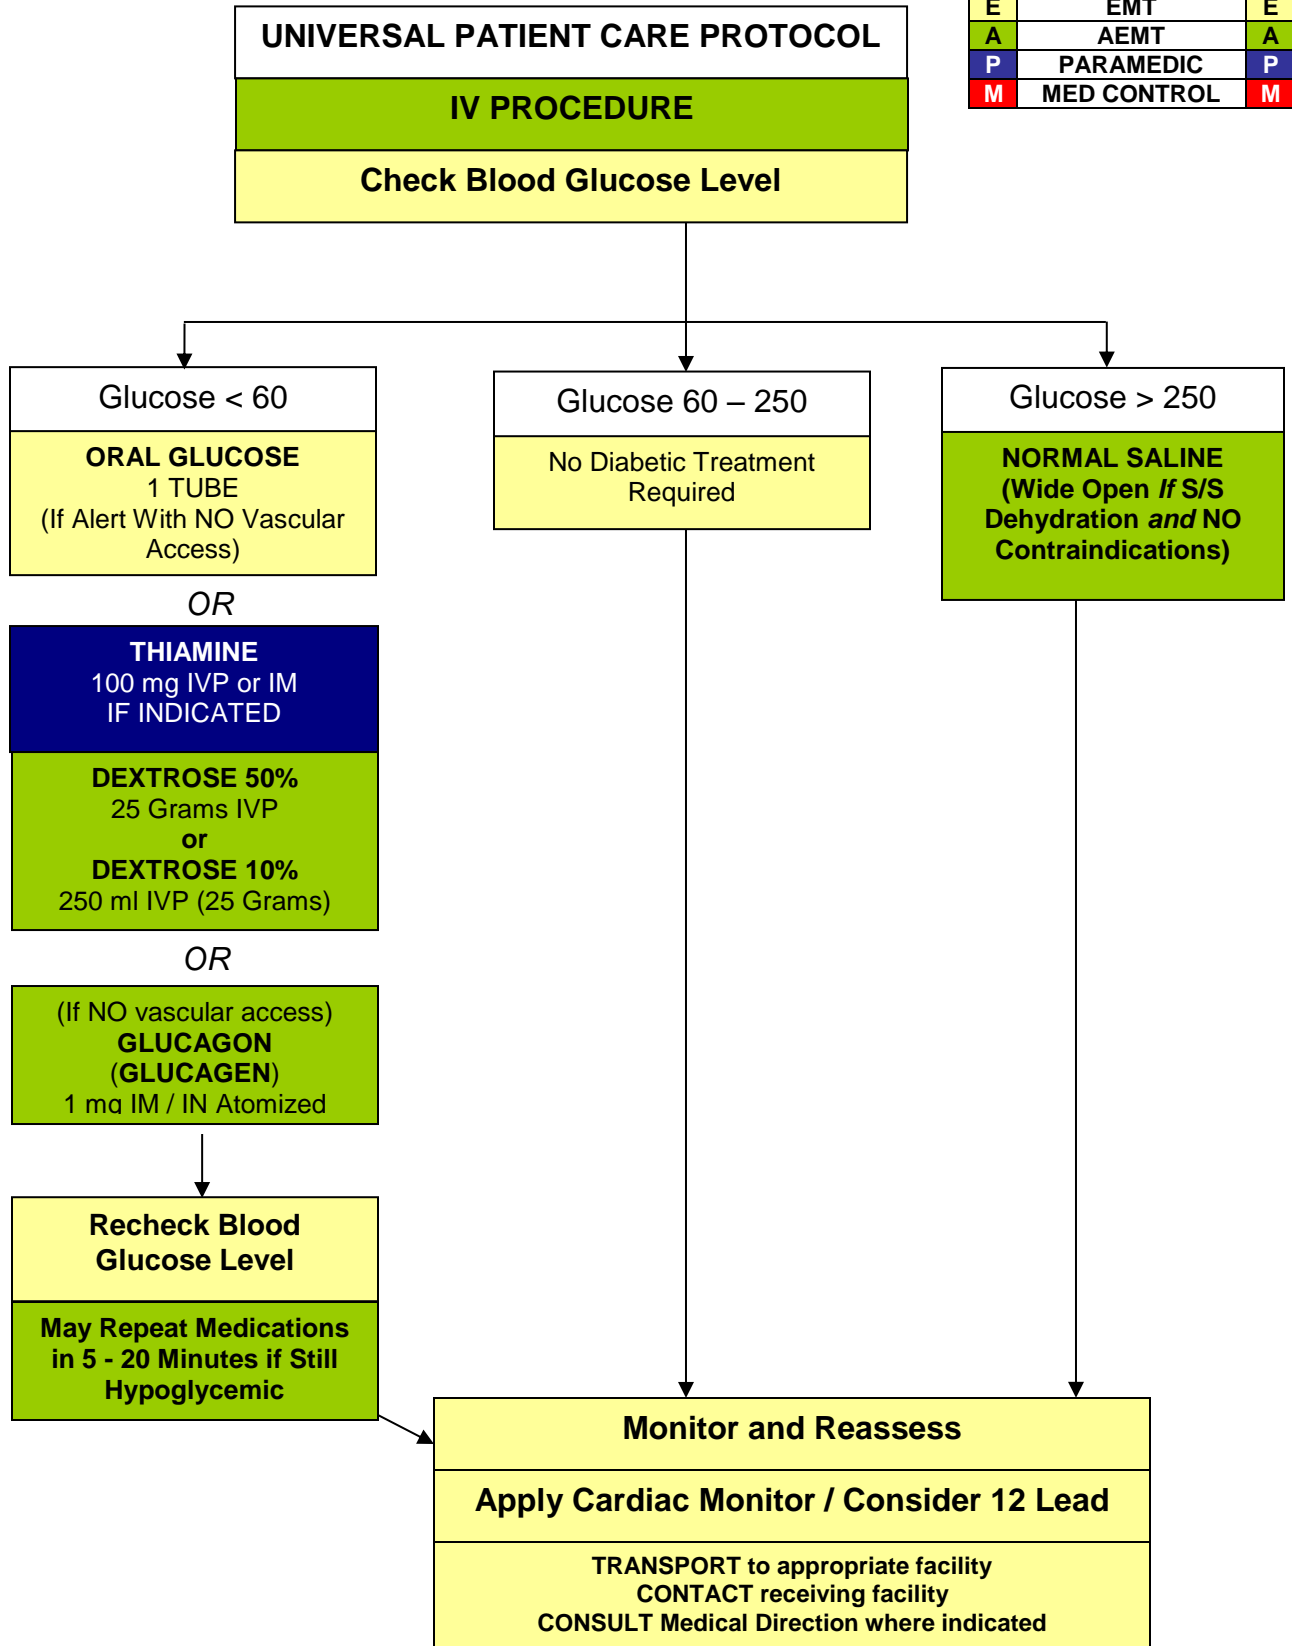 E EMT E
A AEMT A
P PARAMEDIC P
M MED CONTROL M
UNIVERSAL PATIENT CARE PROTOCOL
IV PROCEDURE
Check Blood Glucose Level
Glucose < 60
ORAL GLUCOSE
1 TUBE
(If Alert With NO Vascular
Access)
OR
THIAMINE
100 mg IVP or IM
IF INDICATED
DEXTROSE 50%
25 Grams IVP
or
DEXTROSE 10%
250 ml IVP (25 Grams)
OR
(If NO vascular access)
GLUCAGON
(GLUCAGEN)
1 mg IM / IN Atomized
Recheck Blood
Glucose Level
May Repeat Medications
in 5 - 20 Minutes if Still
Hypoglycemic
Glucose 60 – 250
No Diabetic Treatment
Required
Glucose > 250
NORMAL SALINE
(Wide Open If S/S
Dehydration and NO
Contraindications)
Monitor and Reassess
Apply Cardiac Monitor / Consider 12 Lead
TRANSPORT to appropriate facility
CONTACT receiving facility
CONSULT Medical Direction where indicated